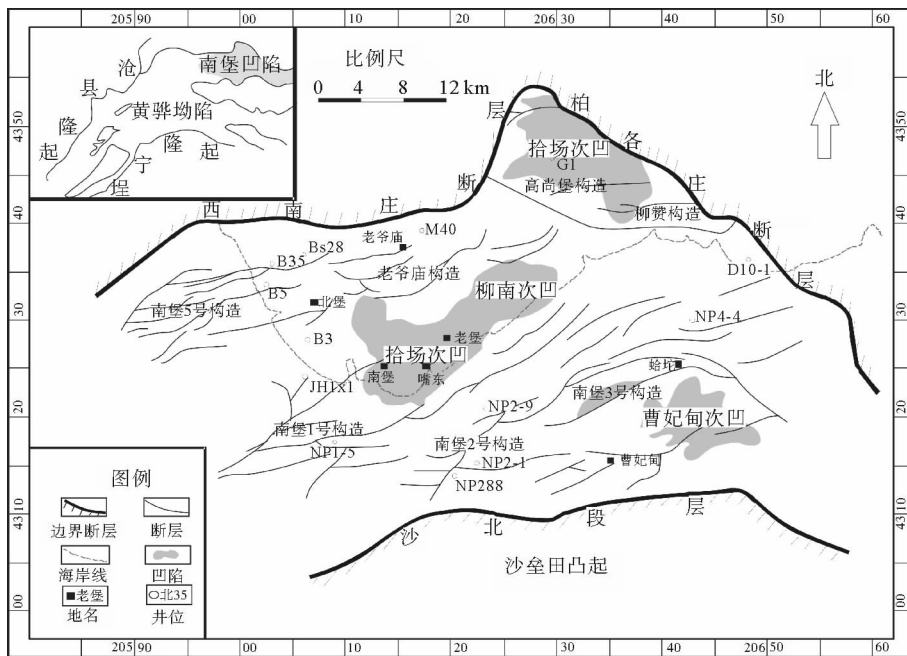 205 90
00
10
20
206 30
40
50
60
沧
县
隆
起
南堡凹陷
黄骅坳陷
埕
宁
隆
起
比例尺
0 4 8 12 km
北
层
柏
各
庄
断
层
拾场次凹
G1
高尚堡构造
柳赞构造
西
南
庄
断
老爷庙
M40
Bs28
B35
老爷庙构造
D10-1
B5
北堡
南堡5号构造
柳南次凹
NP4-4
B3
老堡
拾场次凹
蛤坨
JH1x1
南堡
嘴东
南堡3号构造
NP2-9
曹妃甸次凹
南堡1号构造
NP1-5
南堡2号构造
NP2-1
曹妃甸
NP288
沙
北
段
层
沙垒田凸起
图例
边界断层
断层
海岸线
凹陷
老堡
北35
地名
井位
4350
40
30
20
4310
00
4350
40
30
20
4310
00
205 90
00
10
20
30
40
206 50
60